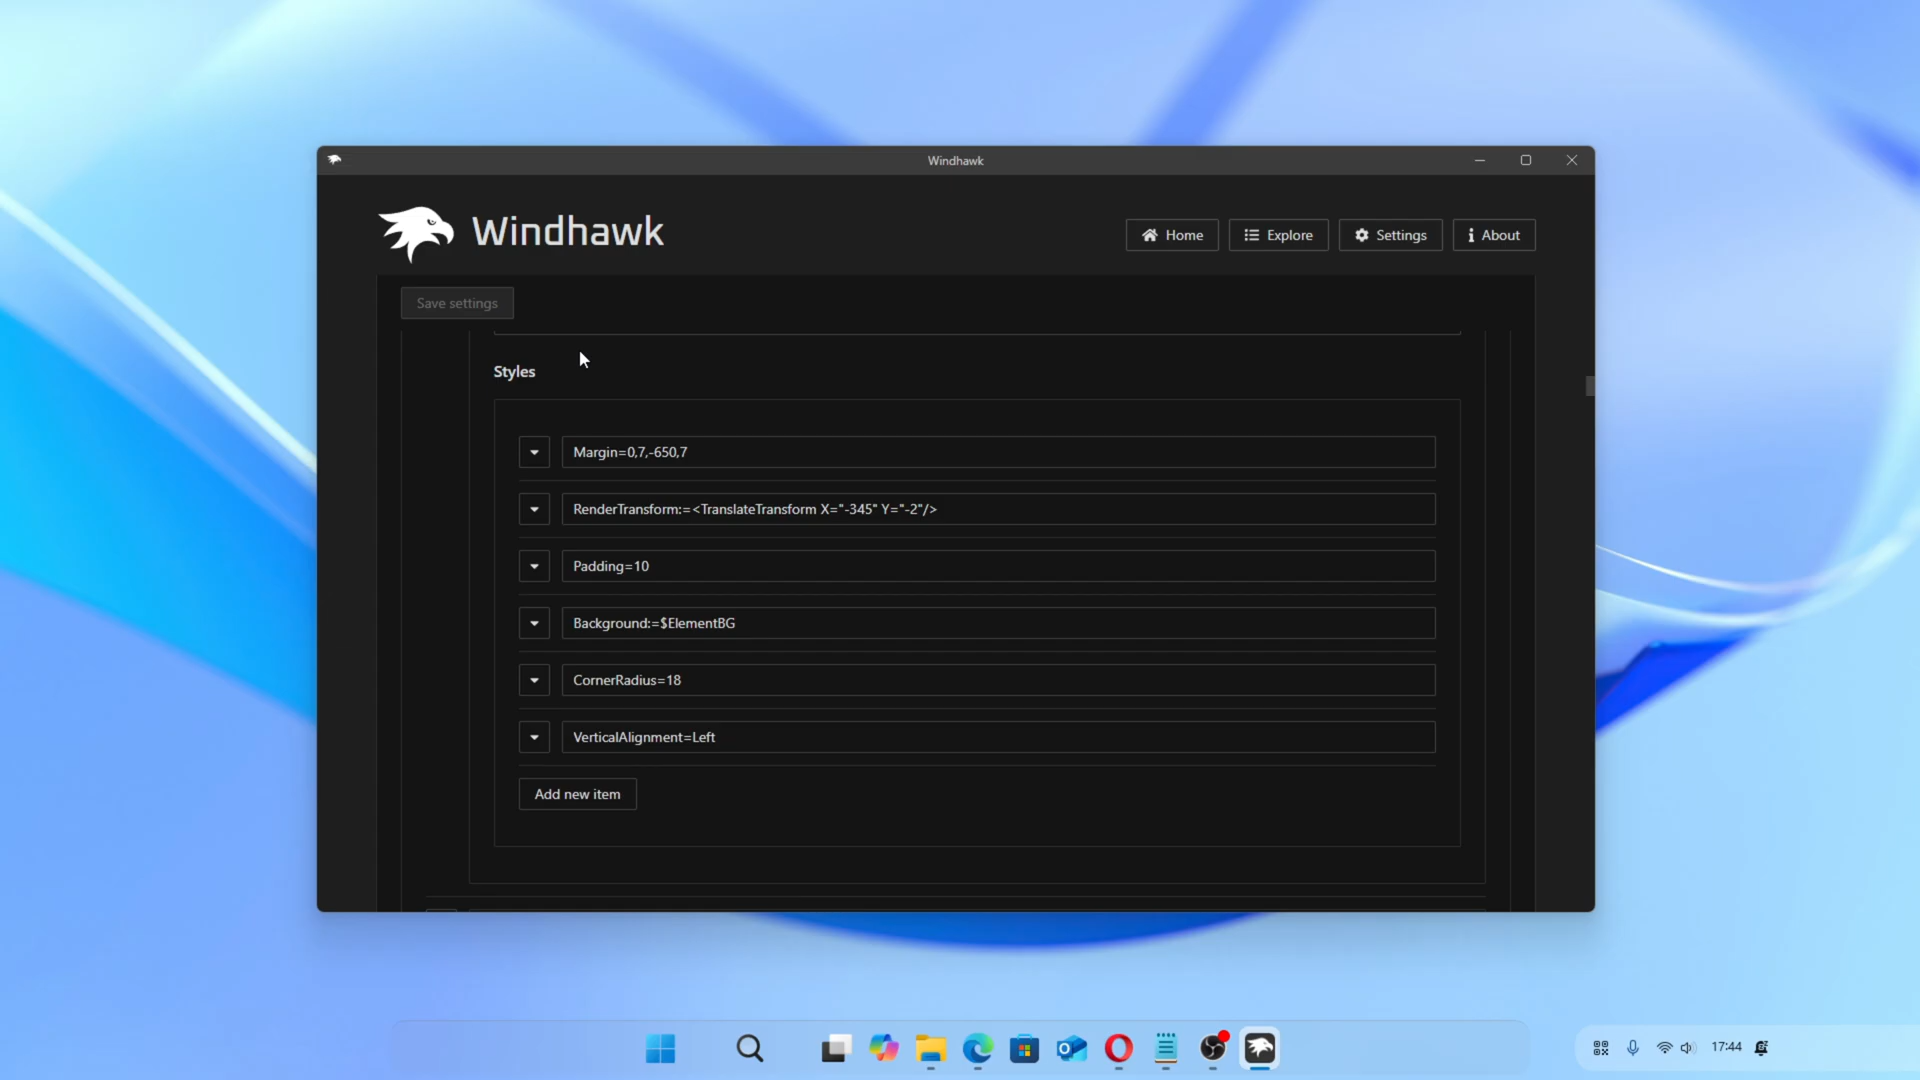 Windhawk
Windhawk
Home
Explore
Settings
About
Save settings
Styles
Margin=0,7,-650,7
RenderTransform:=<TranslateTransform X="-345" Y="-2"/>
Padding=10
Background:=$ElementBG
CornerRadius=18
VerticalAlignment=Left
Add new item
17:44